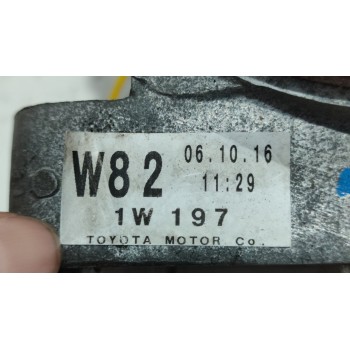 W82 06.10.16
11:29
1W 197
TOYOTA MOTOR Co.